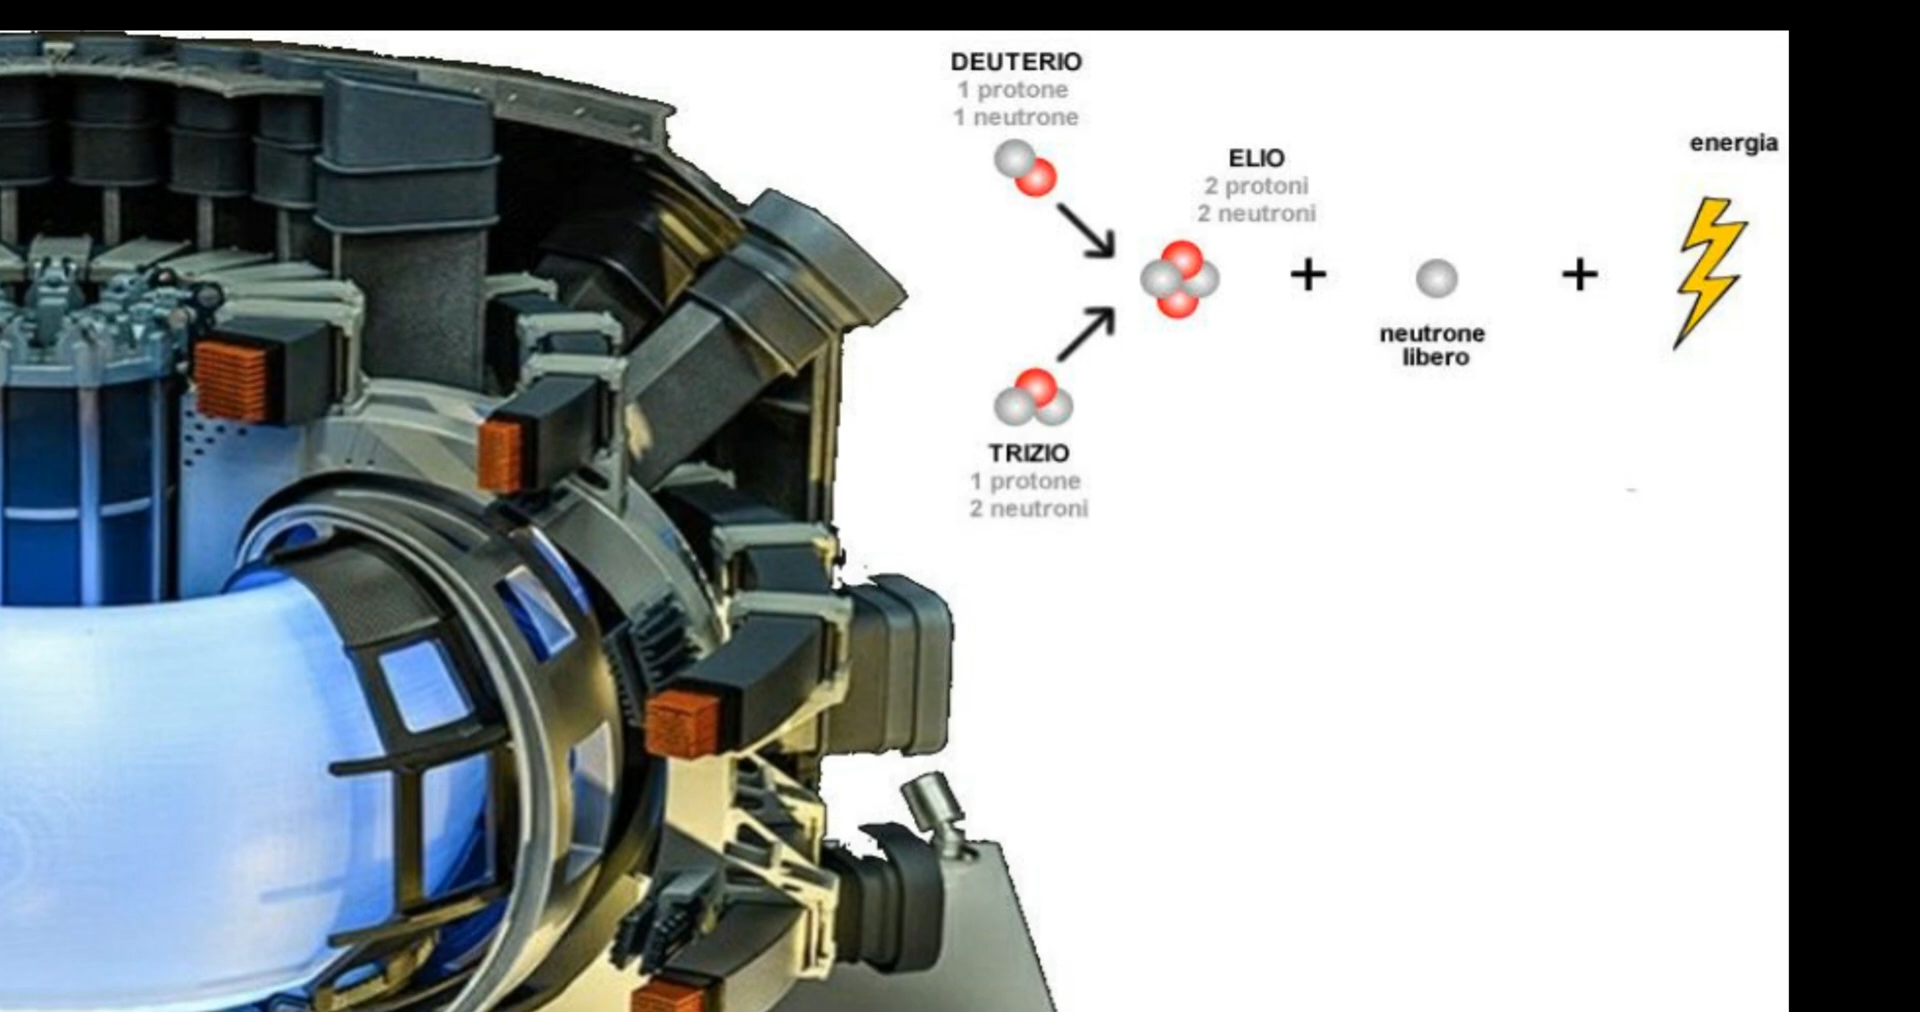 DEUTERIO
1 protone
1 neutrone
ELIO
2 protoni
2 neutroni
energia
+
+
neutrone
libero
TRIZIO
1 protone
2 neutroni